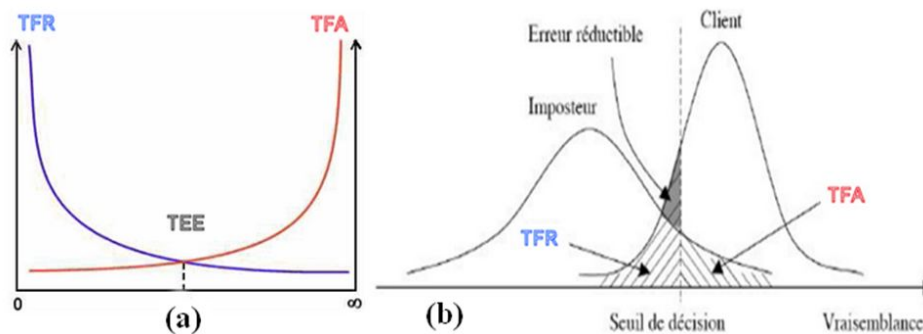 TFR
TFA
TEE
0
∞
(a)
Client
Erreur réductible
Imposteur
TFR
TFA
(b)
Seuil de décision
Vraisemblance